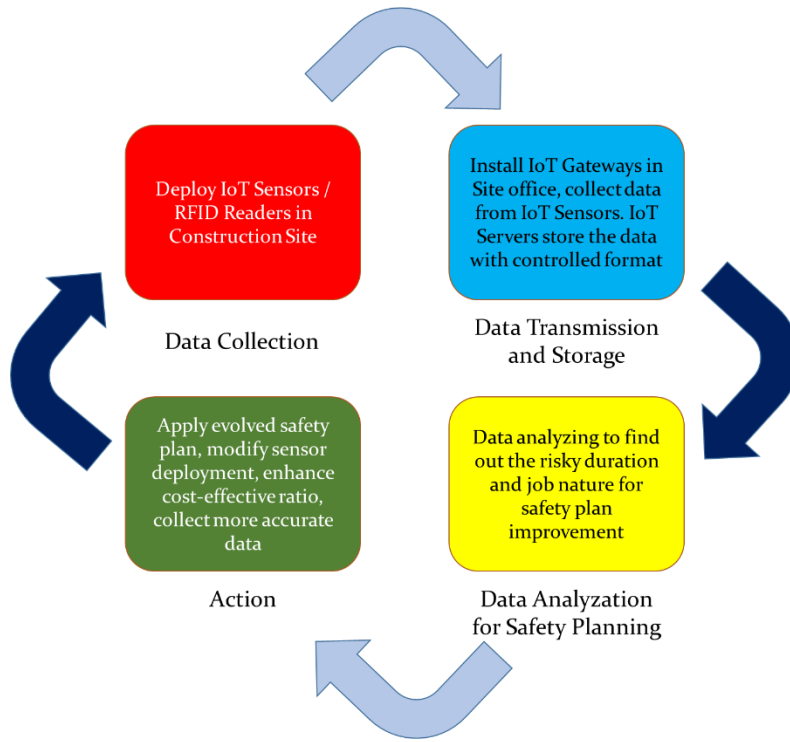 Deploy IoT Sensors /
RFID Readers in
Construction Site
Data Collection
Install IoT Gateways in
Site office, collect data
from IoT Sensors. IoT
Servers store the data
with controlled format
Data Transmission
and Storage
Apply evolved safety
plan, modify sensor
deployment, enhance
cost-effective ratio,
collect more accurate
data
Action
Data analyzing to find
out the risky duration
and job nature for
safety plan
improvement
Data Analyzation
for Safety Planning